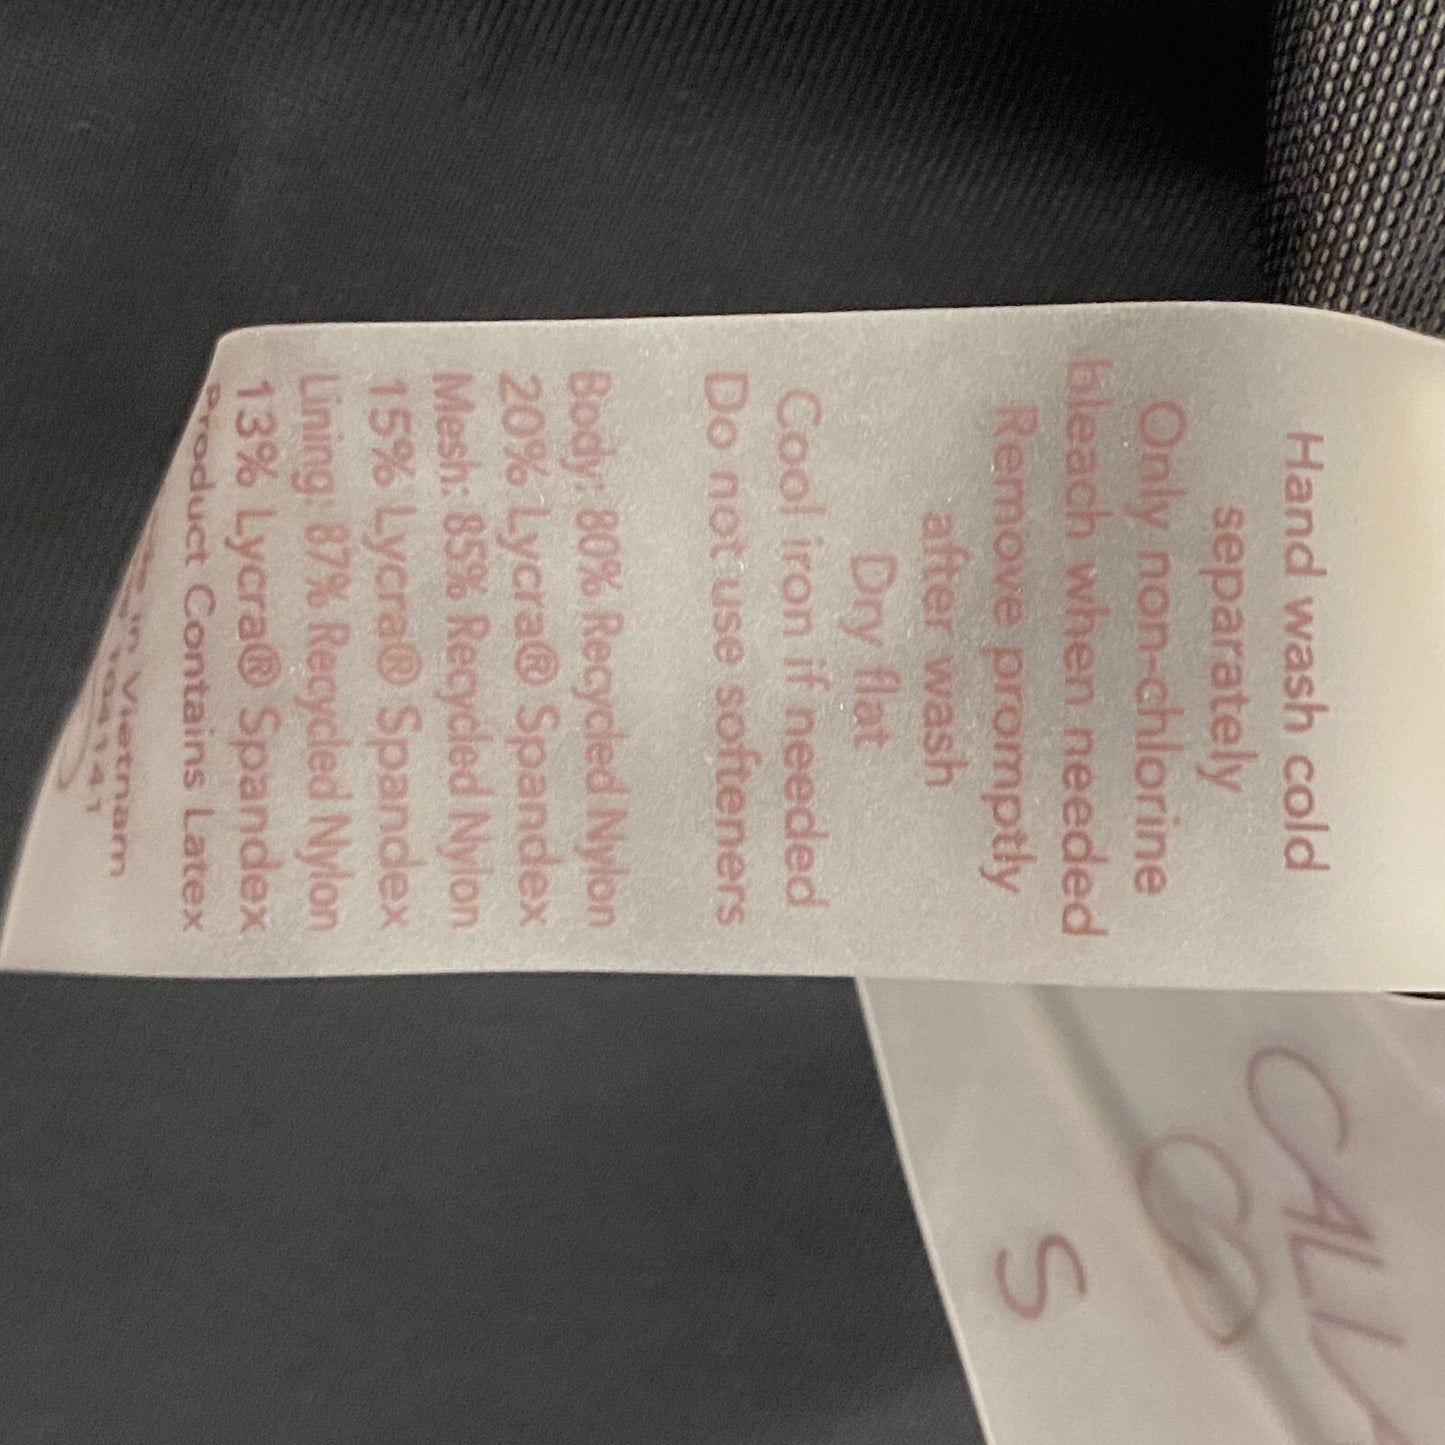 Hand wash cold
separately
Only non-chlorine
bleach when needed
Remove promptly
after wash
Dry flat
Cool iron if needed
Do not use softeners
Body: 80% Recycled Nylon
20% Lycra® Spandex
Mesh: 85% Recycled Nylon
15% Lycra® Spandex
Lining: 87% Recycled Nylon
13% Lycra® Spandex
Product Contains Latex
in Vietnam
S